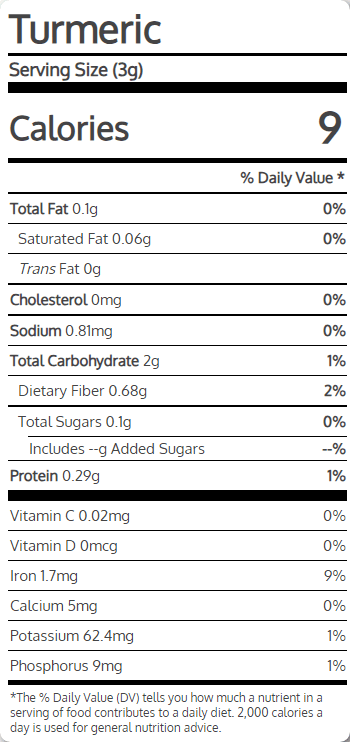 Turmeric
Serving Size (3g)
Calories 9
% Daily Value *
Total Fat 0.1g 0%
Saturated Fat 0.06g 0%
Trans Fat 0g
Cholesterol 0mg 0%
Sodium 0.81mg 0%
Total Carbohydrate 2g 1%
Dietary Fiber 0.68g 2%
Total Sugars 0.1g 0%
Includes --g Added Sugars --%
Protein 0.29g 1%
Vitamin C 0.02mg 0%
Vitamin D 0mcg 0%
Iron 1.7mg 9%
Calcium 5mg 0%
Potassium 62.4mg 1%
Phosphorus 9mg 1%
*The % Daily Value (DV) tells you how much a nutrient in a
serving of food contributes to a daily diet. 2,000 calories a
day is used for general nutrition advice.